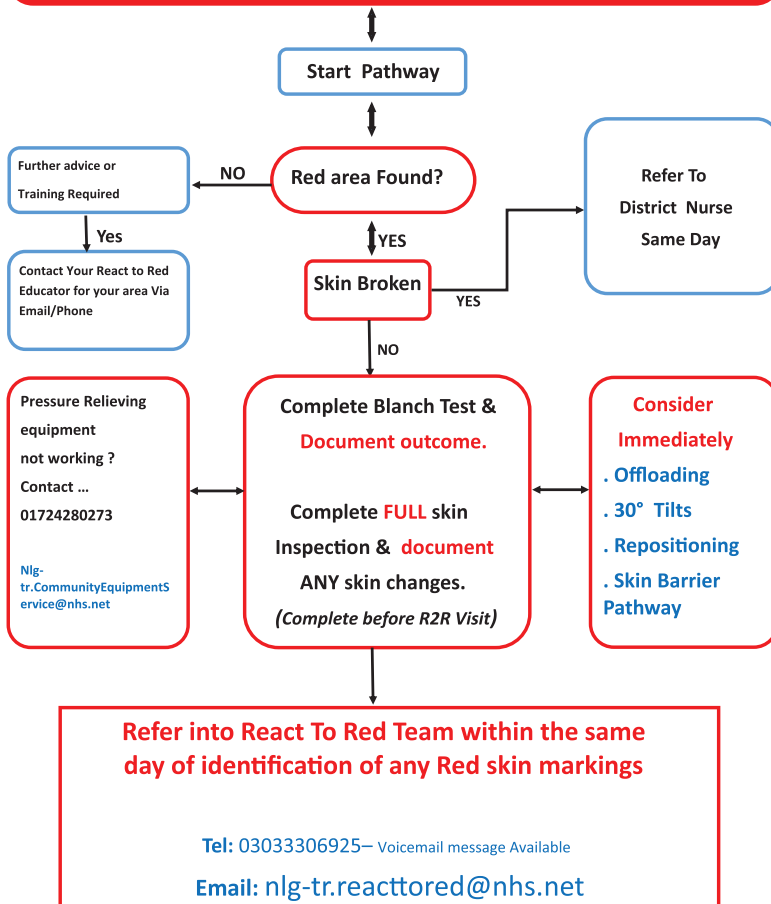 Start Pathway
Red area Found?
NO
Further advice or
Training Required
Yes
Contact Your React to Red
Educator for your area Via
Email/Phone
YES
Skin Broken
YES
Refer To
District Nurse
Same Day
NO
Pressure Relieving
equipment
not working ?
Contact ...
01724280273
Nlg-
tr.CommunityEquipmentS
ervice@nhs.net
Complete Blanch Test &
Document outcome.
Complete FULL skin
Inspection & document
ANY skin changes.
(Complete before R2R Visit)
Consider
Immediately
. Offloading
. 30° Tilts
. Repositioning
. Skin Barrier
Pathway
Refer into React To Red Team within the same
day of identification of any Red skin markings
Tel: 03033306925– Voicemail message Available
Email: nlg-tr.reacttored@nhs.net